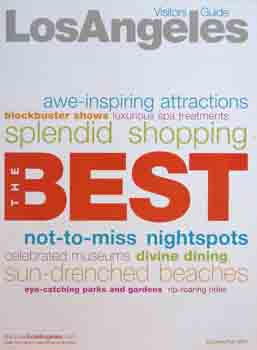 Visitors Guide
LosAngeles
awe-inspiring attractions
blockbuster shows luxurious spa treatments
splendid shopping
THE BEST
not-to-miss nightspots
celebrated museums divine dining
sun-drenched beaches
eye-catching parks and gardens rip-roaring rides